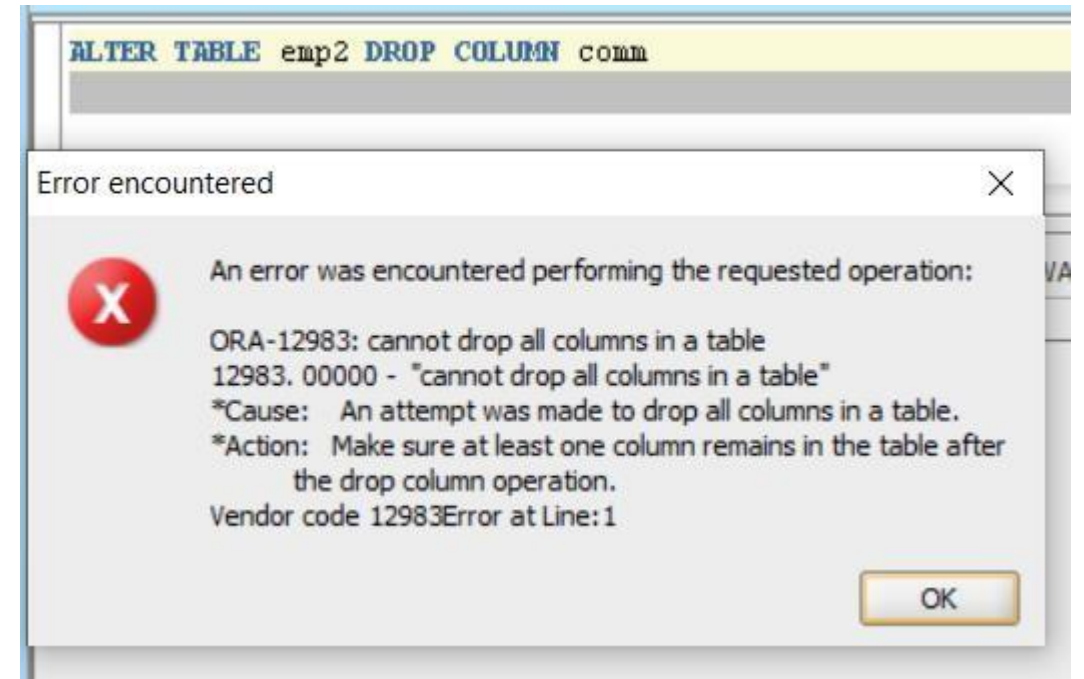 ALTER TABLE emp2 DROP COLUMN comm
Error encountered
An error was encountered performing the requested operation:
ORA-12983: cannot drop all columns in a table
12983. 00000 - "cannot drop all columns in a table"
*Cause: An attempt was made to drop all columns in a table.
*Action: Make sure at least one column remains in the table after
the drop column operation.
Vendor code 12983Error at Line:1
OK